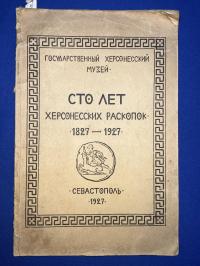 ГОСУДАРСТВЕННЫЙ ХЕРСОНЕССКИЙ
МУЗЕЙ
СТО ЛЕТ
ХЕРСОНЕССКИХ РАСКОПОК
·1827 — 1927·
·СЕВАСТОПОЛЬ·
·1927·